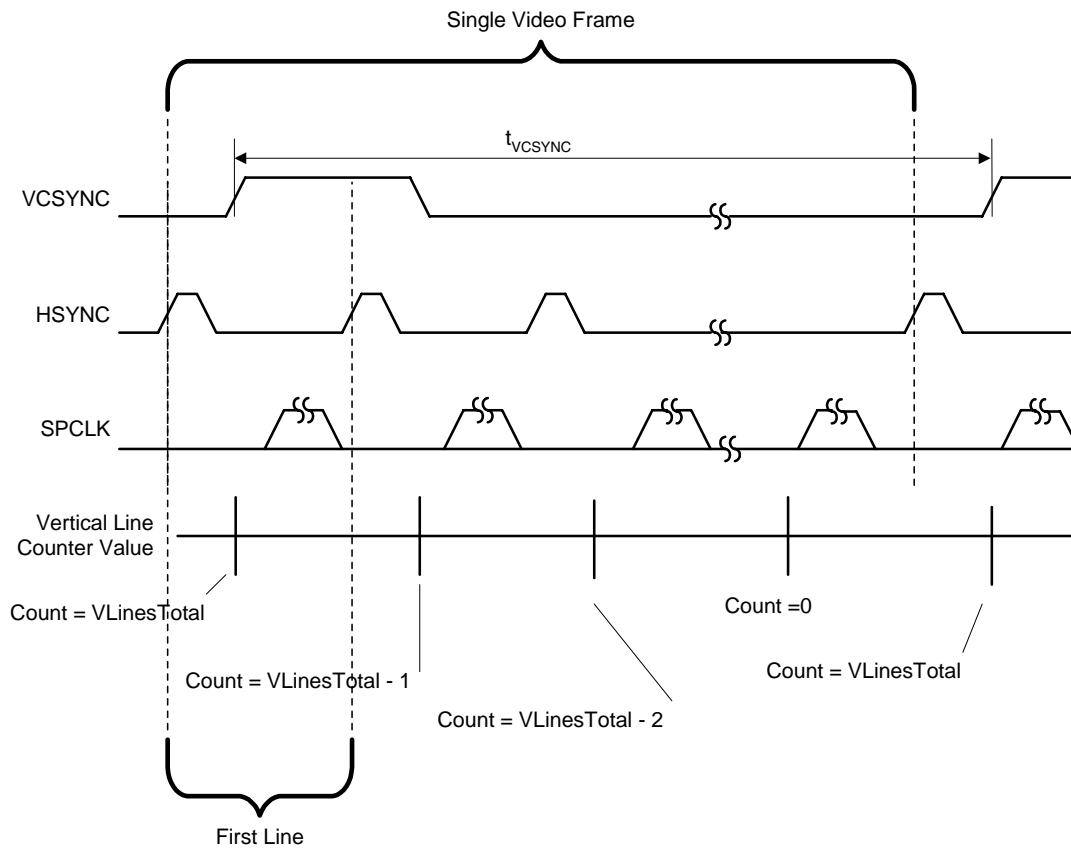 Single Video Frame
tVCSYNC
VCSYNC
HSYNC
SPCLK
Vertical Line
Counter Value
Count = VLinesTotal
Count =0
Count = VLinesTotal - 1
Count = VLinesTotal
Count = VLinesTotal - 2
First Line